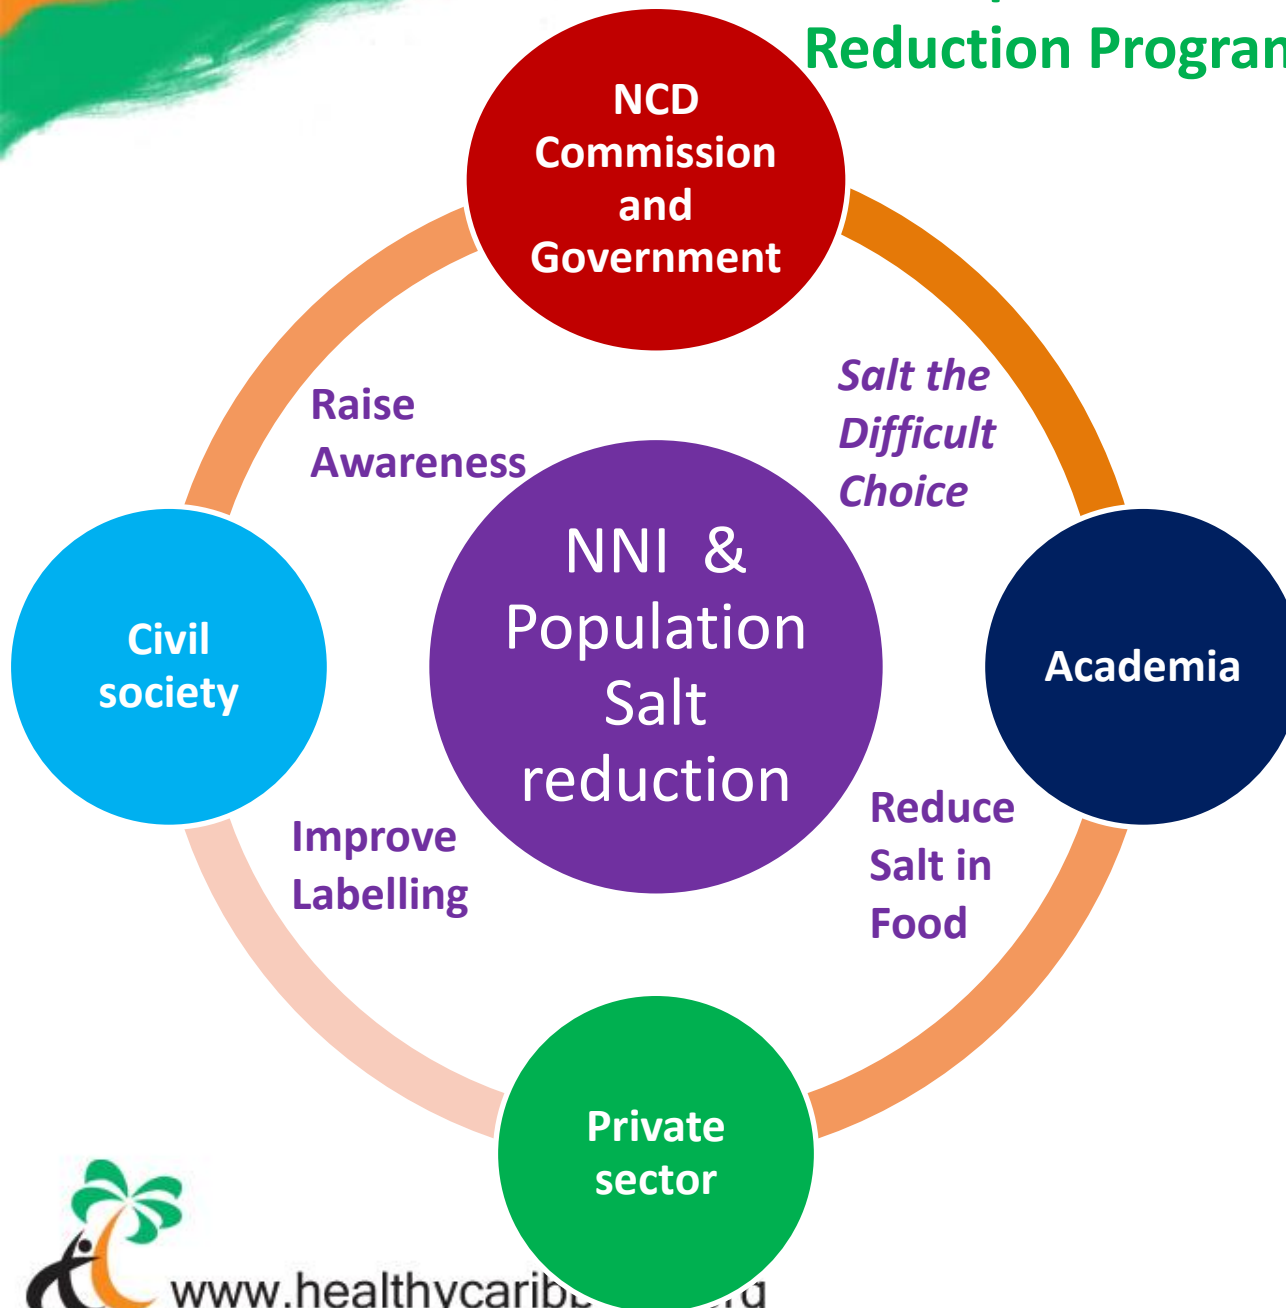 Reduction Program
NCD
Commission
and
Government
Raise
Awareness
Salt the
Difficult
Choice
NNI &
Population
Salt
reduction
Civil
society
Academia
Improve
Labelling
Reduce
Salt in
Food
Private
sector